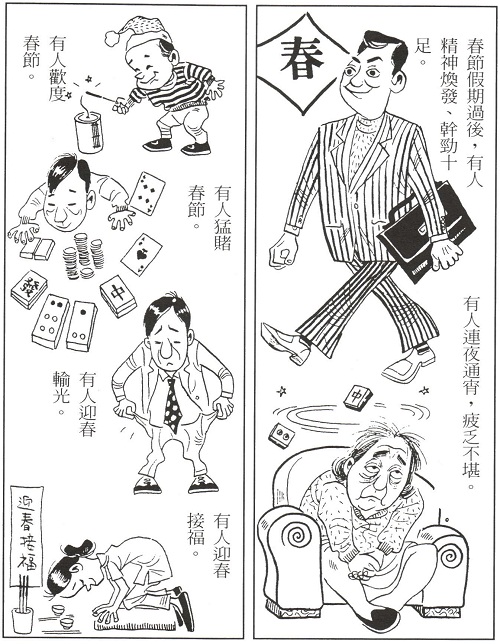 春節假期過後，有人
精神煥發、幹勁十
足。
春
有人連夜通宵，疲乏不堪。
中
有人歡度
春節。
有人猛賭
春節。
發
中
有人迎春
輸光。
有人迎春
接福。
迎春接福